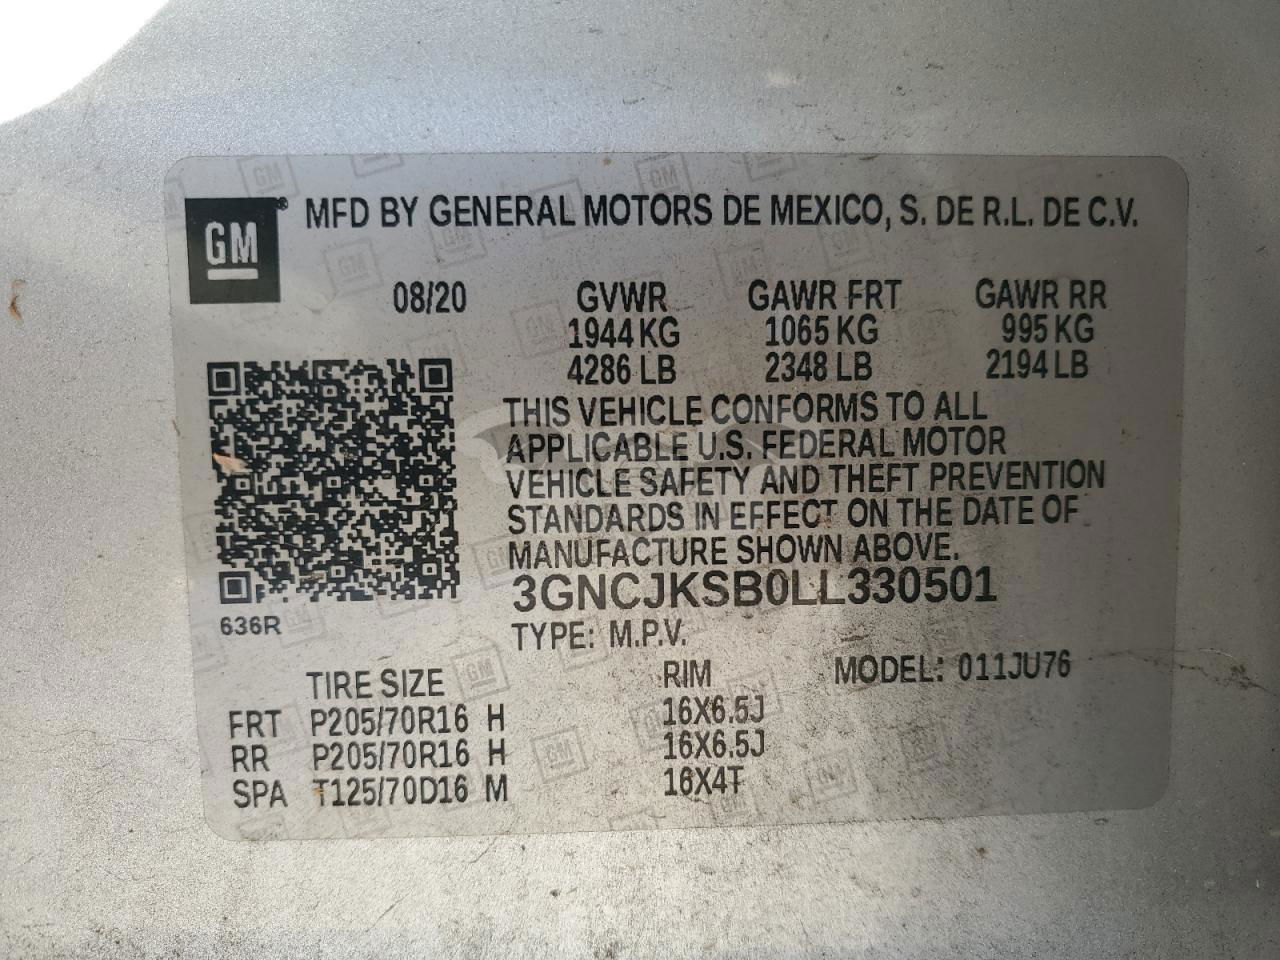 GM® MFD BY GENERAL MOTORS DE MEXICO, S. DE R.L. DE C.V.
08/20 GVWR GAWR FRT GAWR RR
1944 KG 1065 KG 995 KG
4286 LB 2348 LB 2194 LB
THIS VEHICLE CONFORMS TO ALL
APPLICABLE U.S. FEDERAL MOTOR
VEHICLE SAFETY AND THEFT PREVENTION
STANDARDS IN EFFECT ON THE DATE OF
MANUFACTURE SHOWN ABOVE.
3GNCJKSB0LL330501
636R
TYPE: M.P.V.
TIRE SIZE RIM MODEL: 011JU76
FRT P205/70R16 H 16X6.5J
RR P205/70R16 H 16X6.5J
SPA T125/70D16 M 16X4T